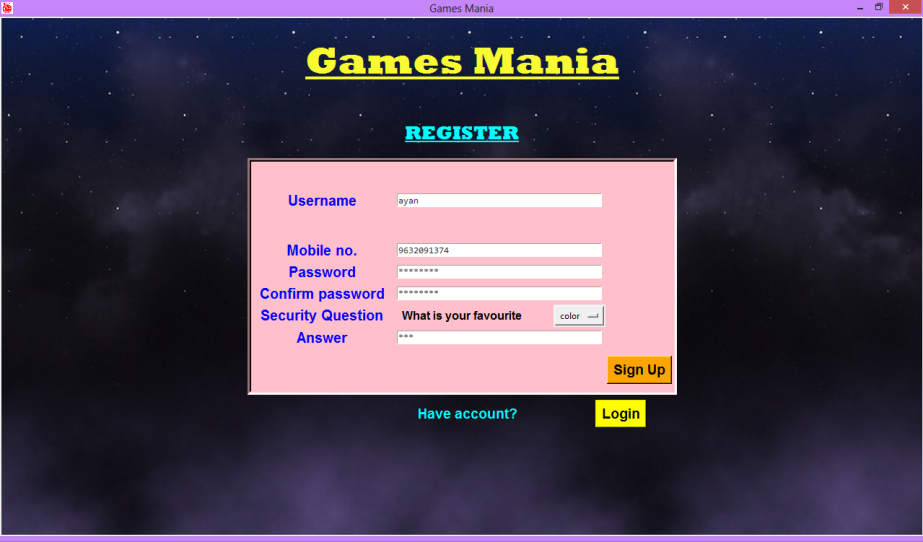 Games Mania
Games Mania
REGISTER
Username ayan
Mobile no. 9632091374
Password ********
Confirm password ********
Security Question What is your favourite color
Answer ***
Sign Up
Have account? Login